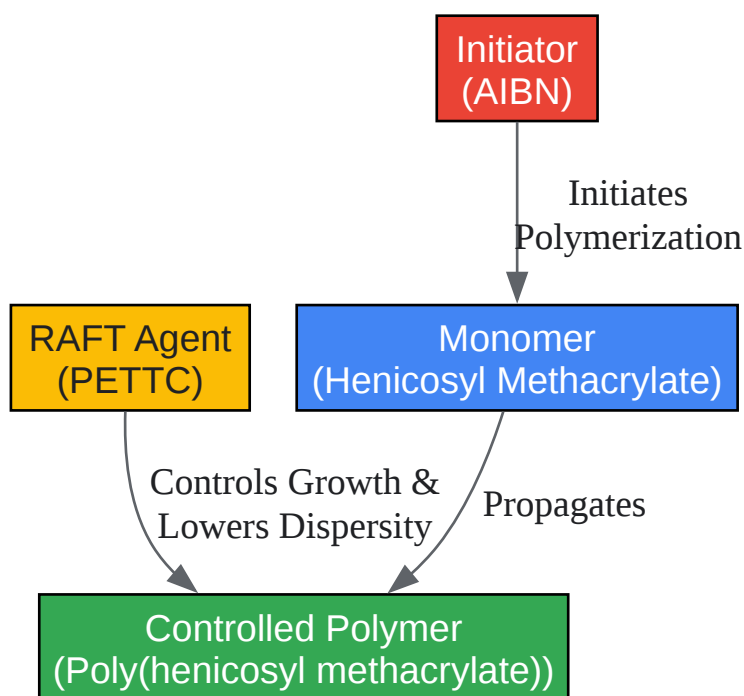 Initiator
(AIBN)
Initiates
Polymerization
RAFT Agent
(PETTC)
Monomer
(Henicosyl Methacrylate)
Controls Growth &
Lowers Dispersity
Propagates
Controlled Polymer
(Poly(henicosyl methacrylate))